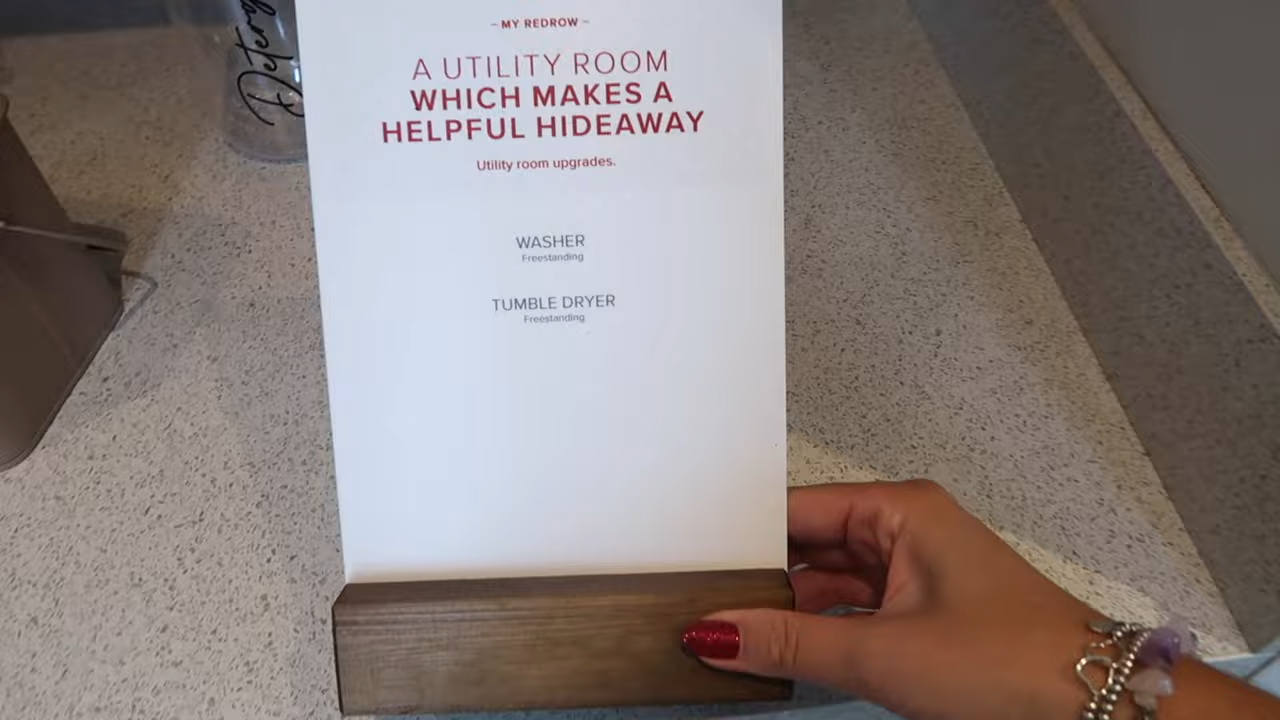 – MY REDROW –
A UTILITY ROOM
WHICH MAKES A
HELPFUL HIDEAWAY
Utility room upgrades.
WASHER
Freestanding
TUMBLE DRYER
Freestanding